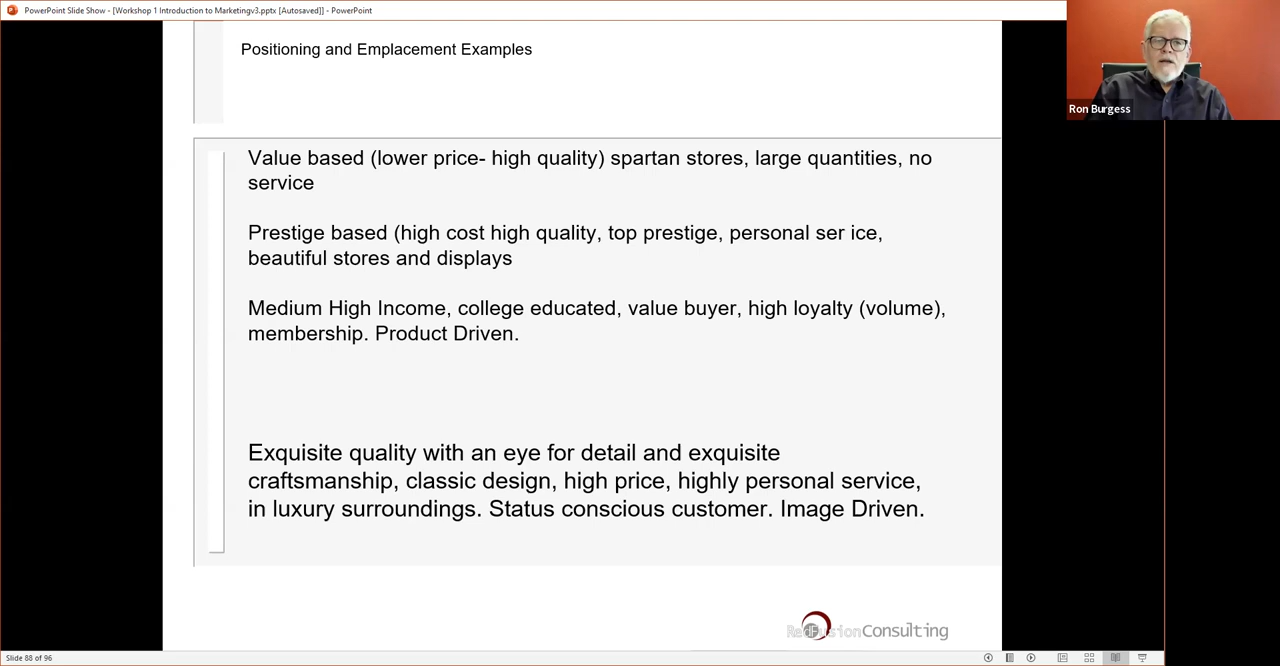 PowerPoint Slide Show - [Workshop 1 Introduction to Marketingv3.pptx [Autosaved]] - PowerPoint
Ron Burgess
Positioning and Emplacement Examples
Value based (lower price- high quality) spartan stores, large quantities, no
service
Prestige based (high cost high quality, top prestige, personal ser ice,
beautiful stores and displays
Medium High Income, college educated, value buyer, high loyalty (volume),
membership. Product Driven.
Exquisite quality with an eye for detail and exquisite
craftsmanship, classic design, high price, highly personal service,
in luxury surroundings. Status conscious customer. Image Driven.
RedFusionConsulting
Slide 88 of 96